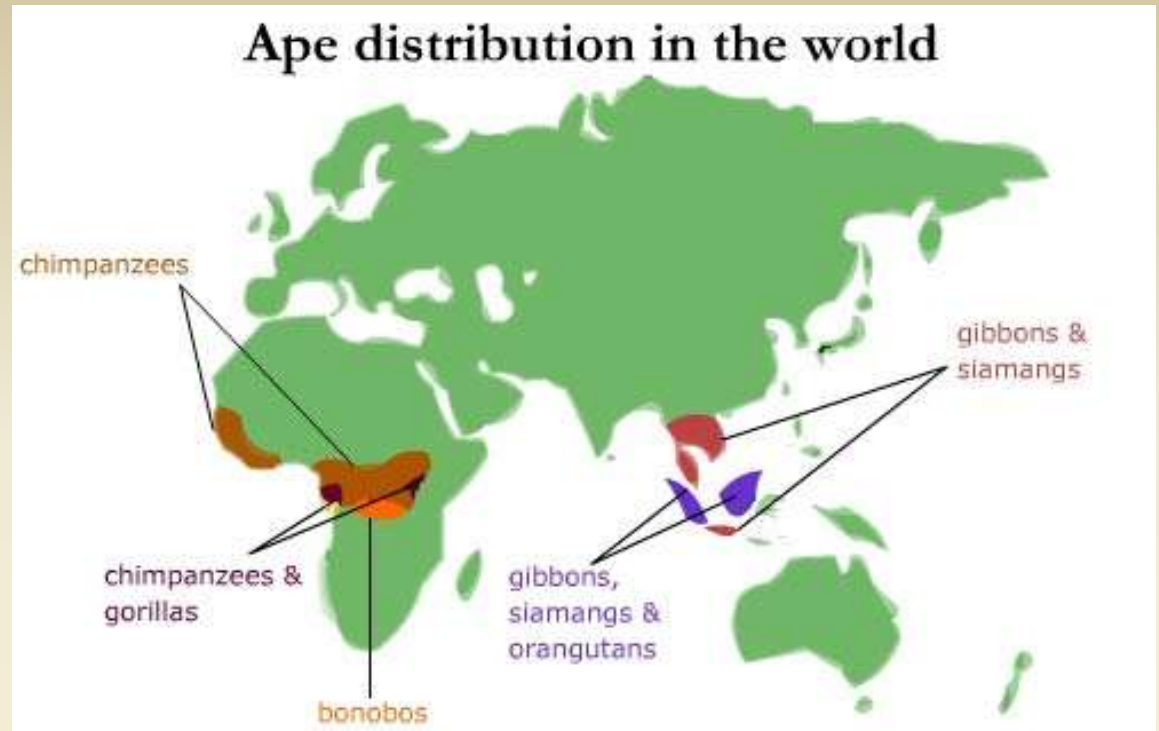 Ape distribution in the world
chimpanzees
gibbons &
siamangs
chimpanzees &
gorillas
gibbons,
siamangs &
orangutans
bonobos